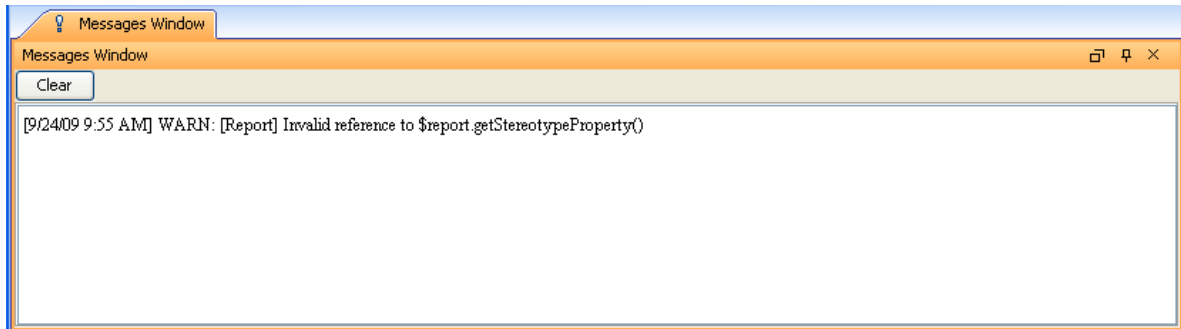 Messages Window
Messages Window
Clear
[9/24/09 9:55 AM] WARN: [Report] Invalid reference to $report.getStereotypeProperty()